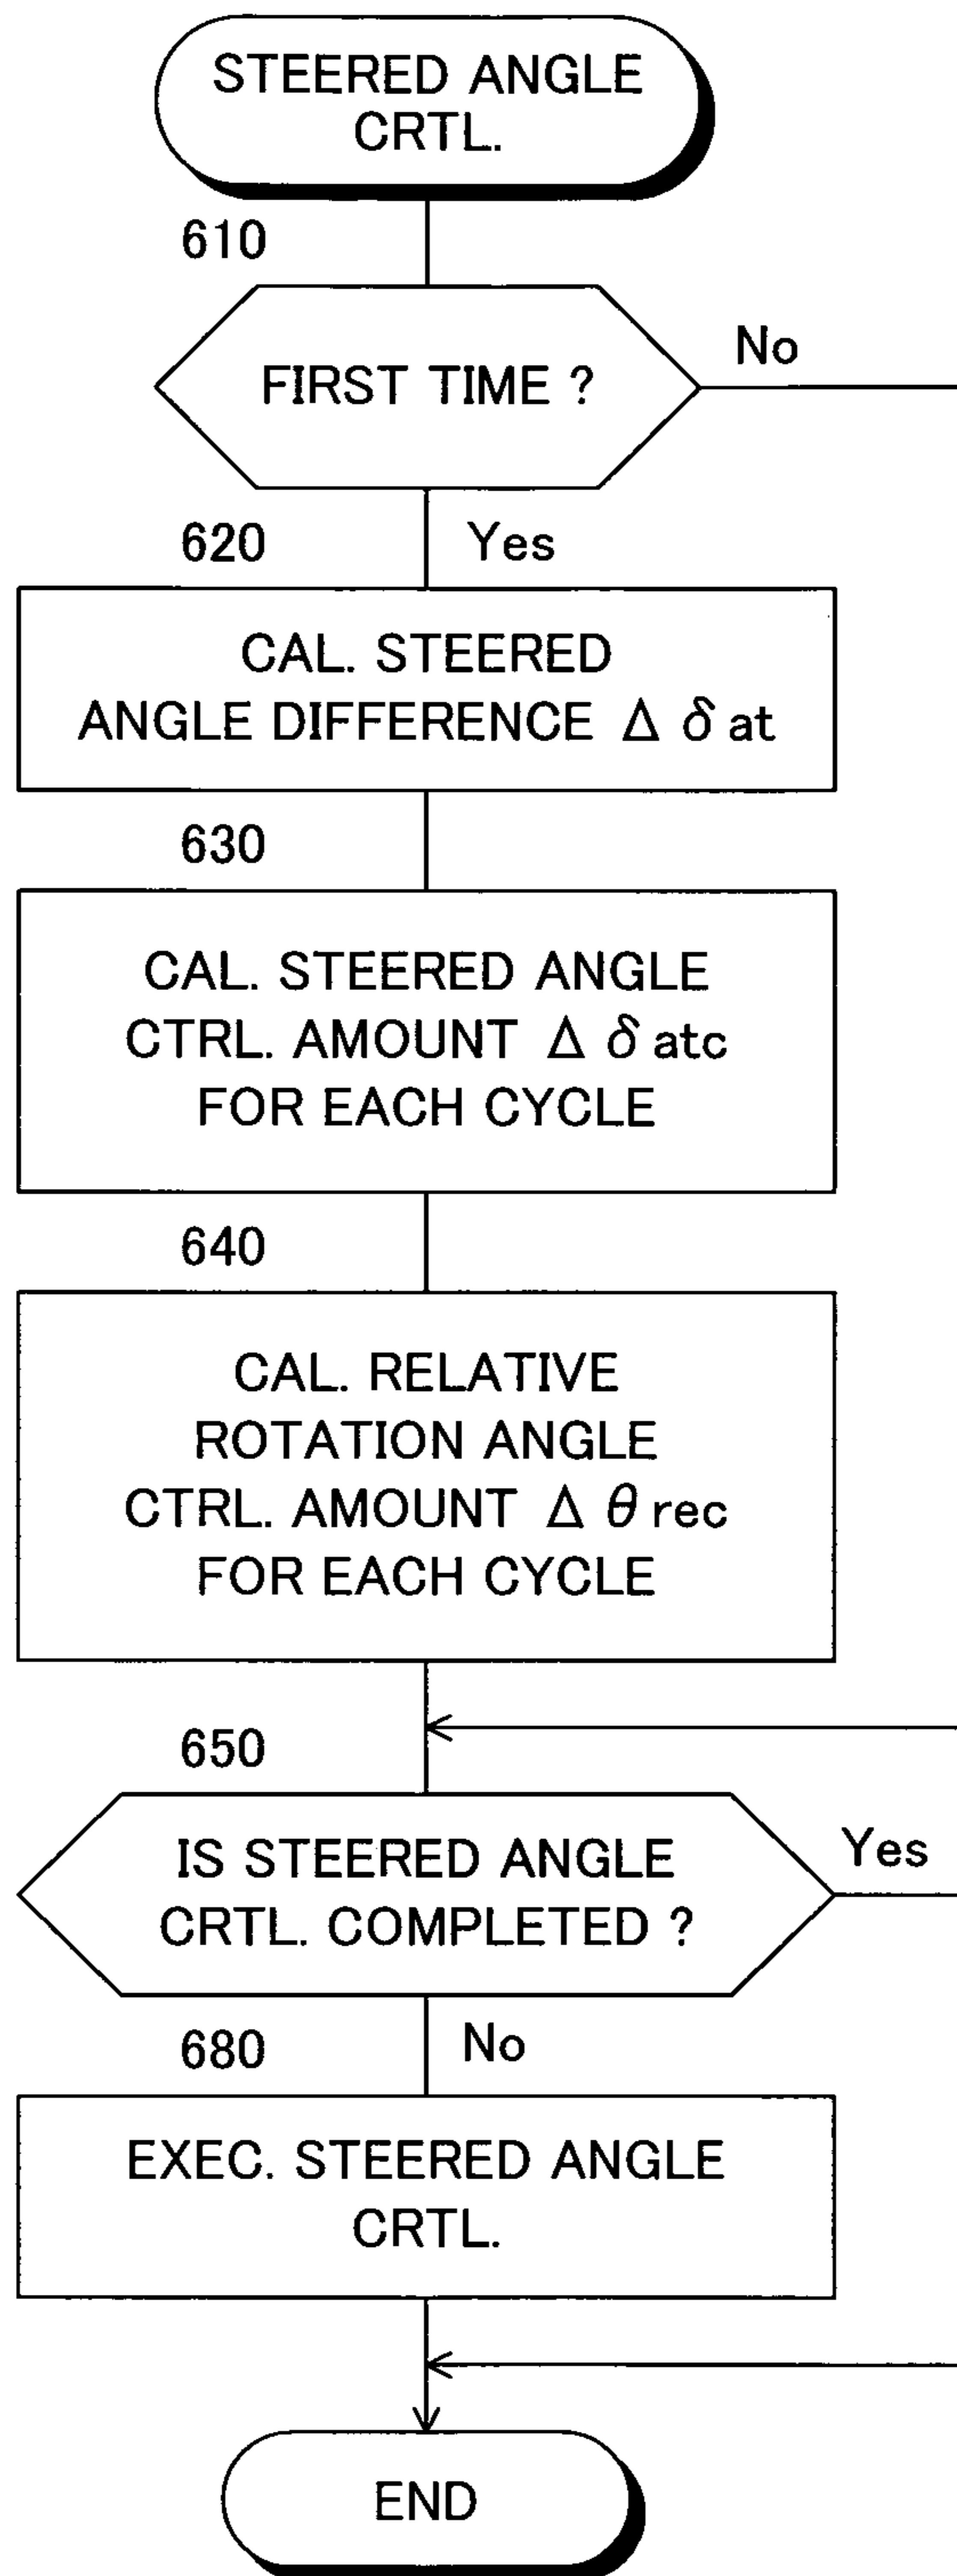 STEERED ANGLE
CRTL.
610
FIRST TIME ?
No
620
Yes
CAL. STEERED
ANGLE DIFFERENCE Δ δ at
630
CAL. STEERED ANGLE
CTRL. AMOUNT Δ δ atc
FOR EACH CYCLE
640
CAL. RELATIVE
ROTATION ANGLE
CTRL. AMOUNT Δ θ rec
FOR EACH CYCLE
650
IS STEERED ANGLE
CRTL. COMPLETED ?
Yes
680
No
EXEC. STEERED ANGLE
CRTL.
END